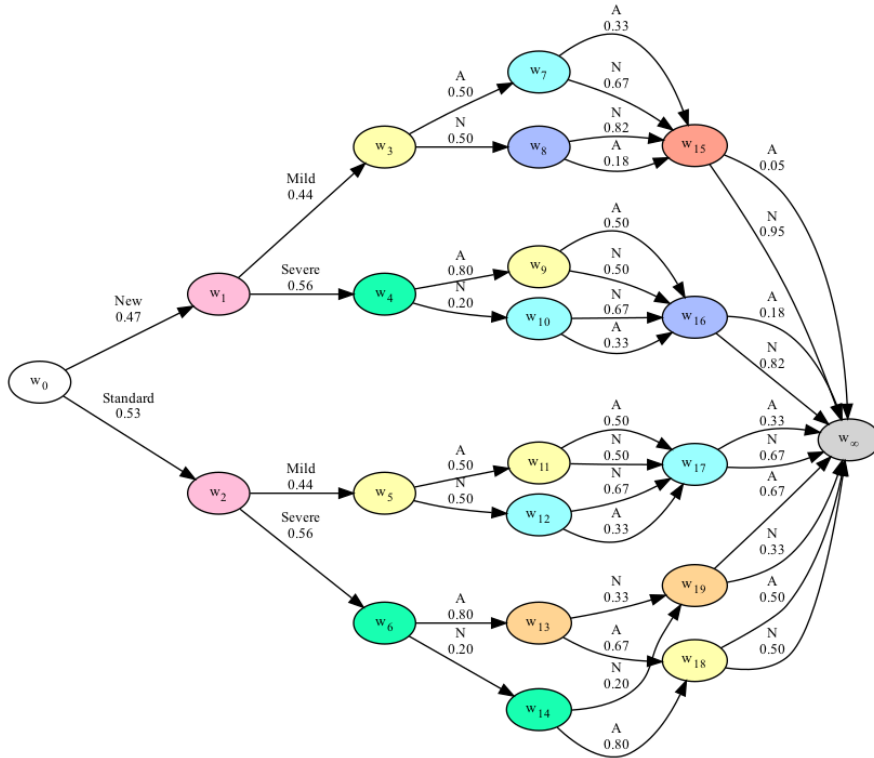 A
0.33
w7
A
0.50
N
0.67
N
0.50
N
0.82
A
0.18
w3
w8
w15
A
0.05
Mild
0.44
N
0.95
A
0.50
Severe
0.56
A
0.80
w9
N
0.50
w1
w4
N
0.20
New
0.47
w10
N
0.67
A
0.33
w16
A
0.18
N
0.82
w0
Standard
0.53
A
0.50
A
0.33
w∞
Mild
0.44
A
0.50
w11
N
0.50
w17
N
0.67
w2
w5
N
0.50
w12
N
0.67
A
0.33
A
0.67
Severe
0.56
N
0.33
w19
N
0.33
A
0.80
w6
w13
N
0.20
A
0.67
w18
A
0.50
N
0.50
w14
N
0.20
A
0.80